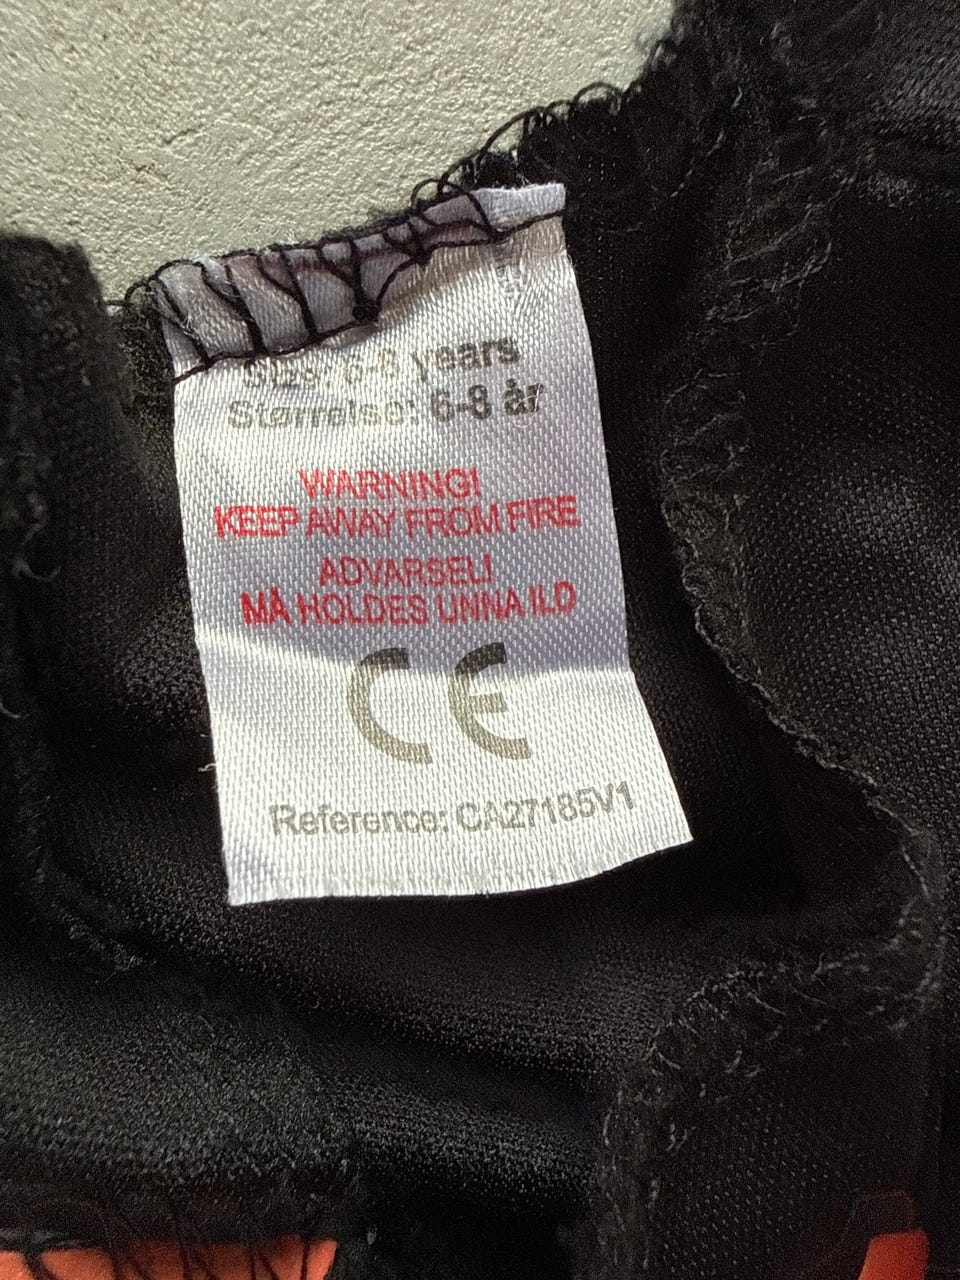 Size: 6-8 years
Størrelse: 6-8 år
WARNING!
KEEP AWAY FROM FIRE
ADVARSEL!
MÅ HOLDES UNNA ILD
CE
Reference: CA27185V1